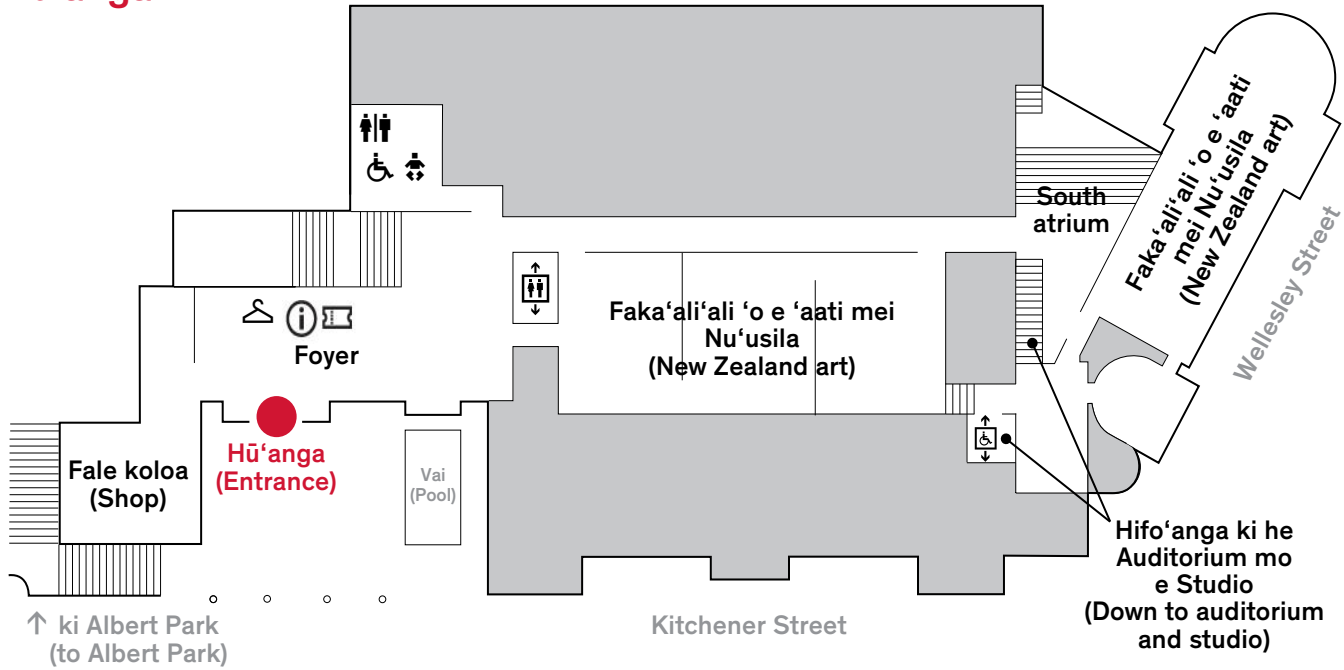 Faka‘ali‘ali ‘o e ‘aati
mei Nu‘usila
(New Zealand art)
South
atrium
Wellesley Street
Faka‘ali‘ali ‘o e ‘aati mei
Nu‘usila
(New Zealand art)
Foyer
Hū‘anga
(Entrance)
Fale koloa
(Shop)
Vai
(Pool)
Hifo‘anga ki he
Auditorium mo
e Studio
(Down to auditorium
and studio)
Kitchener Street
↑ ki Albert Park
(to Albert Park)